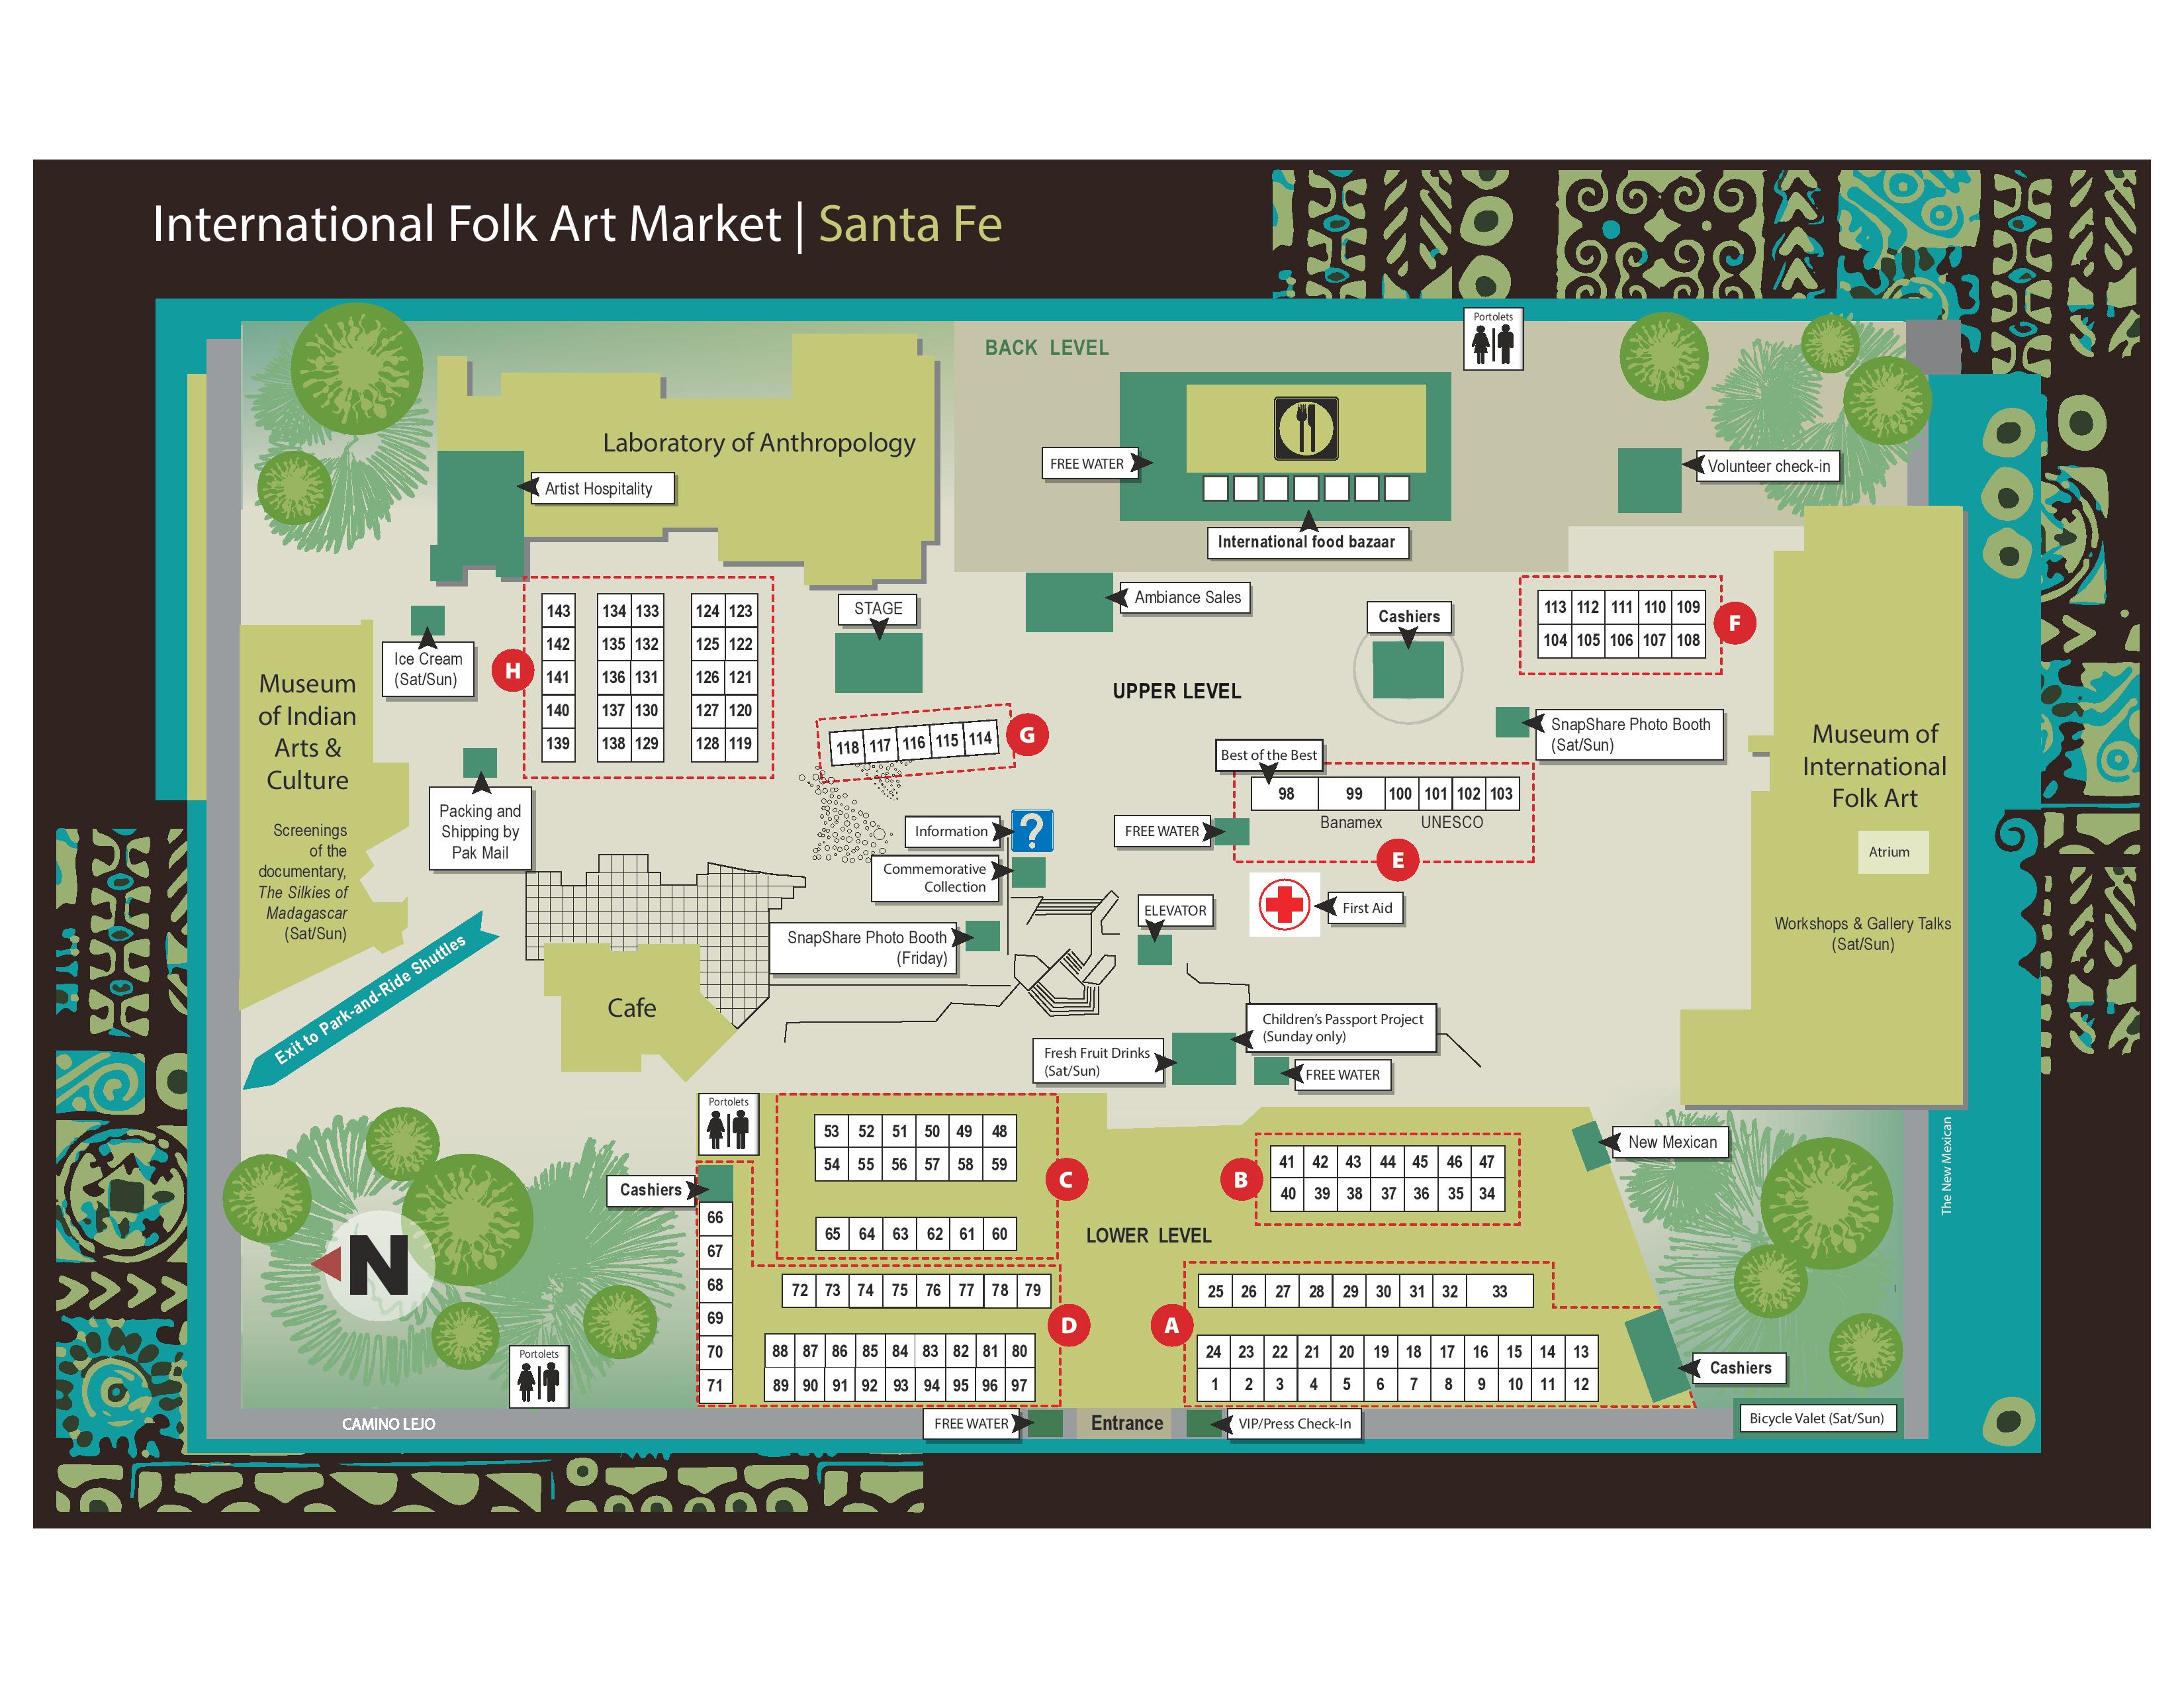 International Folk Art Market | Santa Fe
Portolets
BACK LEVEL
Laboratory of Anthropology
FREE WATER
Volunteer check-in
Artist Hospitality
International food bazaar
Ambiance Sales
STAGE
Cashiers
143 134 133 124 123
142 135 132 125 122
141 136 131 126 121
140 137 130 127 120
139 138 129 128 119
H
113 112 111 110 109
104 105 106 107 108
F
Ice Cream
(Sat/Sun)
Museum
of Indian
Arts &
Culture
Screenings
of the
documentary,
The Silkies of
Madagascar
(Sat/Sun)
UPPER LEVEL
118 117 116 115 114
G
SnapShare Photo Booth
(Sat/Sun)
Museum of
International
Folk Art
Atrium
Workshops & Gallery Talks
(Sat/Sun)
Best of the Best
98 99 100 101 102 103
Banamex UNESCO
E
Packing and
Shipping by
Pak Mail
Information
?
FREE WATER
Commemorative
Collection
ELEVATOR
First Aid
SnapShare Photo Booth
(Friday)
Exit to Park-and-Ride Shuttles
Cafe
Children's Passport Project
(Sunday only)
Fresh Fruit Drinks
(Sat/Sun)
FREE WATER
Portolets
53 52 51 50 49 48
54 55 56 57 58 59
65 64 63 62 61 60
C
B
41 42 43 44 45 46 47
40 39 38 37 36 35 34
New Mexican
The New Mexican
Cashiers
66
67
68
69
70
71
LOWER LEVEL
N
72 73 74 75 76 77 78 79
88 87 86 85 84 83 82 81 80
89 90 91 92 93 94 95 96 97
D
A
25 26 27 28 29 30 31 32 33
24 23 22 21 20 19 18 17 16 15 14 13
1 2 3 4 5 6 7 8 9 10 11 12
Cashiers
Portolets
CAMINO LEJO
FREE WATER
Entrance
VIP/Press Check-In
Bicycle Valet (Sat/Sun)